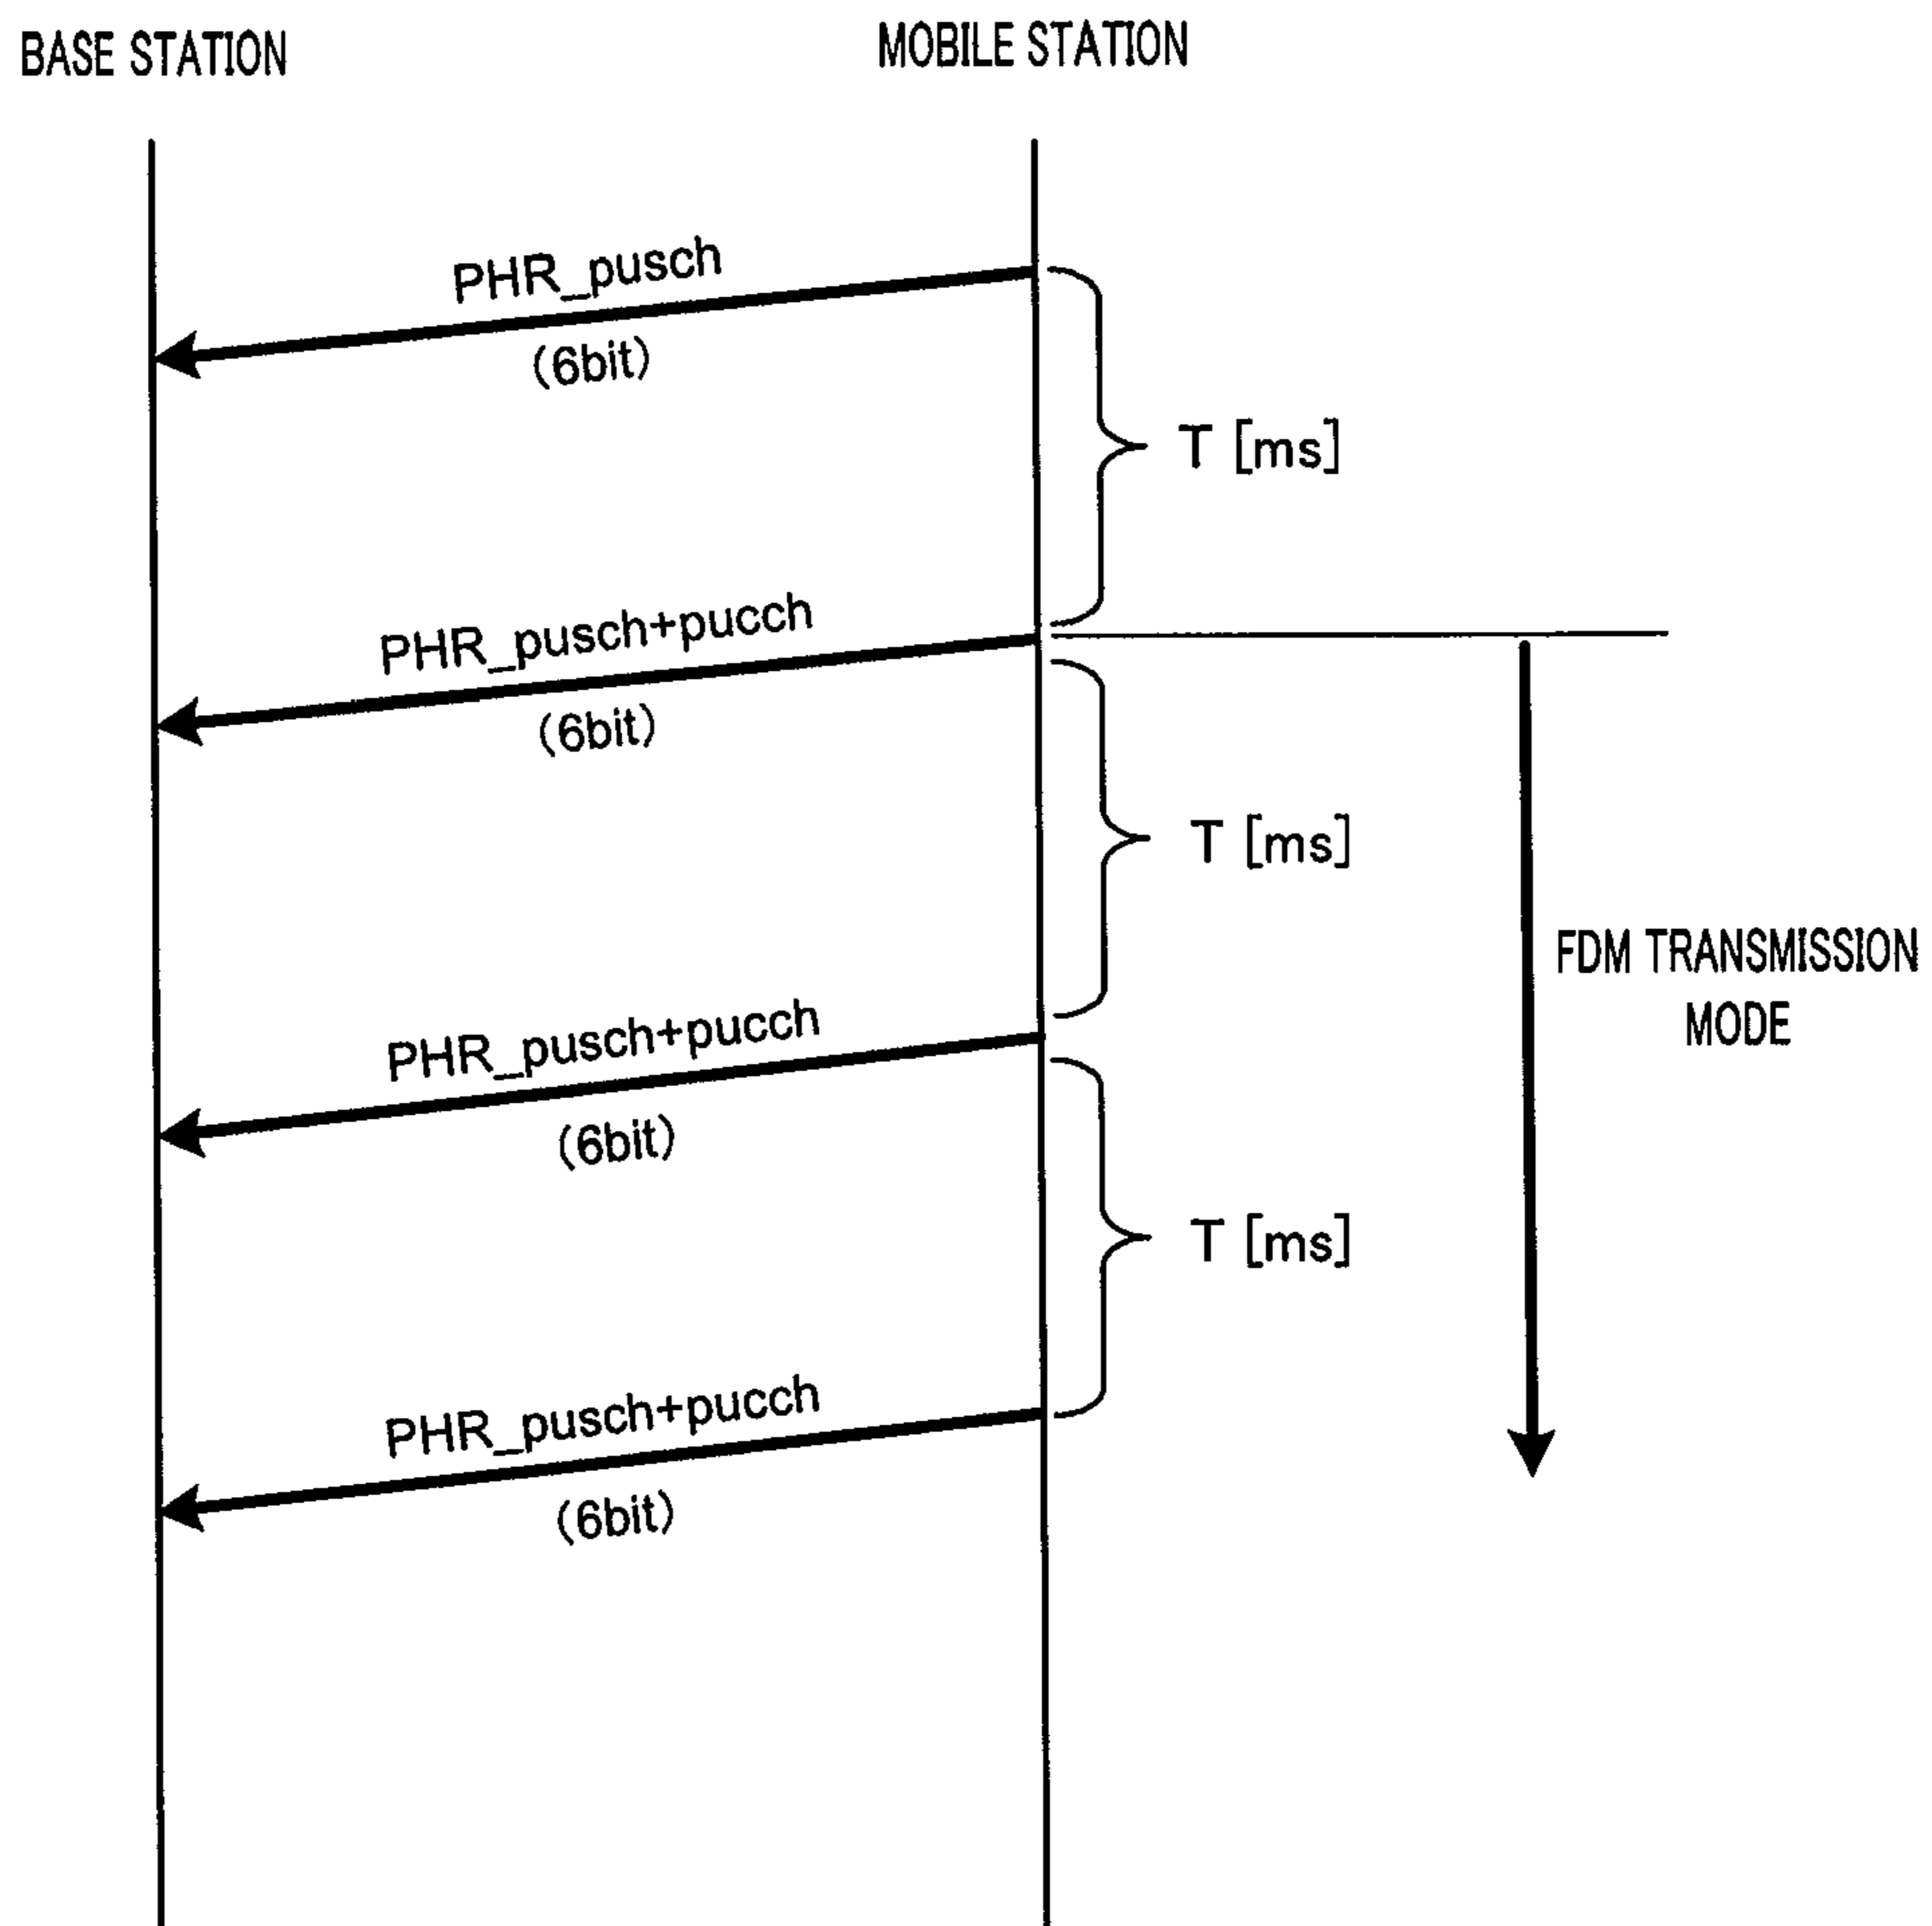 BASE STATION
MOBILE STATION
PHR_pusch
(6bit)
T [ms]
PHR_pusch+pucch
(6bit)
T [ms]
FDM TRANSMISSION
MODE
PHR_pusch+pucch
(6bit)
T [ms]
PHR_pusch+pucch
(6bit)